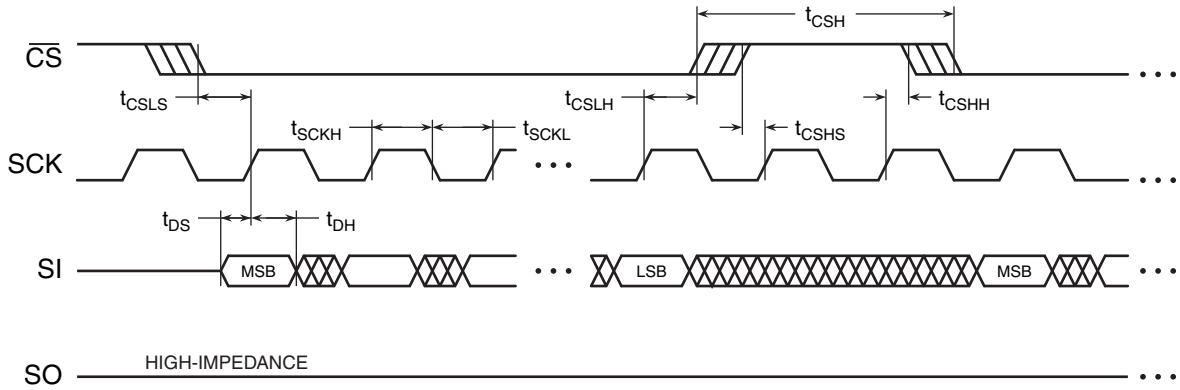 tCSH
CS
tCSLS
tCSLH
tCSHH
tSCKH
tSCKL
tCSHS
SCK
tDS
tDH
SI
MSB
LSB
MSB
HIGH-IMPEDANCE
SO